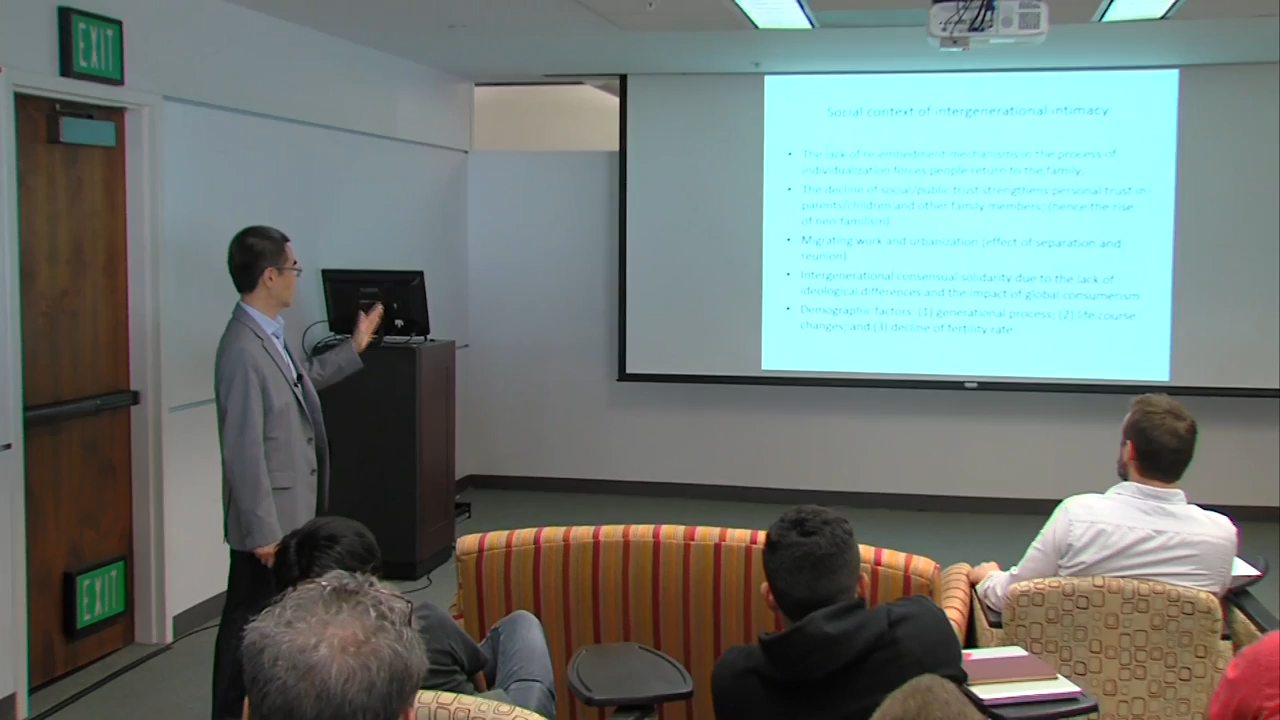 EXIT
Social context of intergenerational intimacy
• The lack of re-embedment mechanisms in the process of
individualization forces people return to the family;
• The decline of social/public trust strengthens personal trust in
parents/children and other family members; (hence the rise
of neo-familism)
• Migrating work and urbanization (effect of separation and
reunion)
• Intergenerational consensual solidarity due to the lack of
ideological differences and the impact of global consumerism
• Demographic factors: (1) generational process; (2) life course
changes; and (3) decline of fertility rate.
EXIT